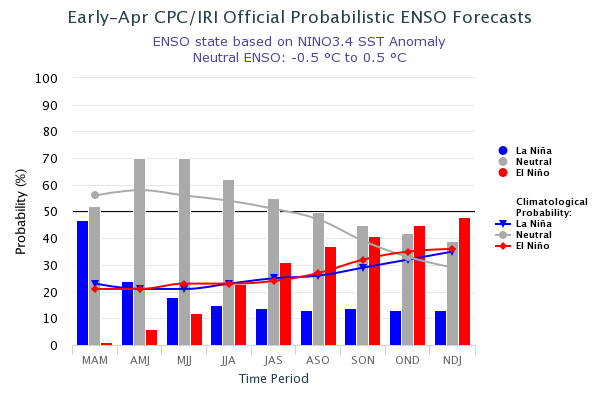 Early-Apr CPC/IRI Official Probabilistic ENSO Forecasts
ENSO state based on NINO3.4 SST Anomaly
Neutral ENSO: -0.5 ºC to 0.5 ºC
Probability (%)
100
90
80
70
60
50
40
30
20
10
0
MAM AMJ MJJ JJA JAS ASO SON OND NDJ
Time Period
La Niña
Neutral
El Niño
Climatological
Probability:
La Niña
Neutral
El Niño